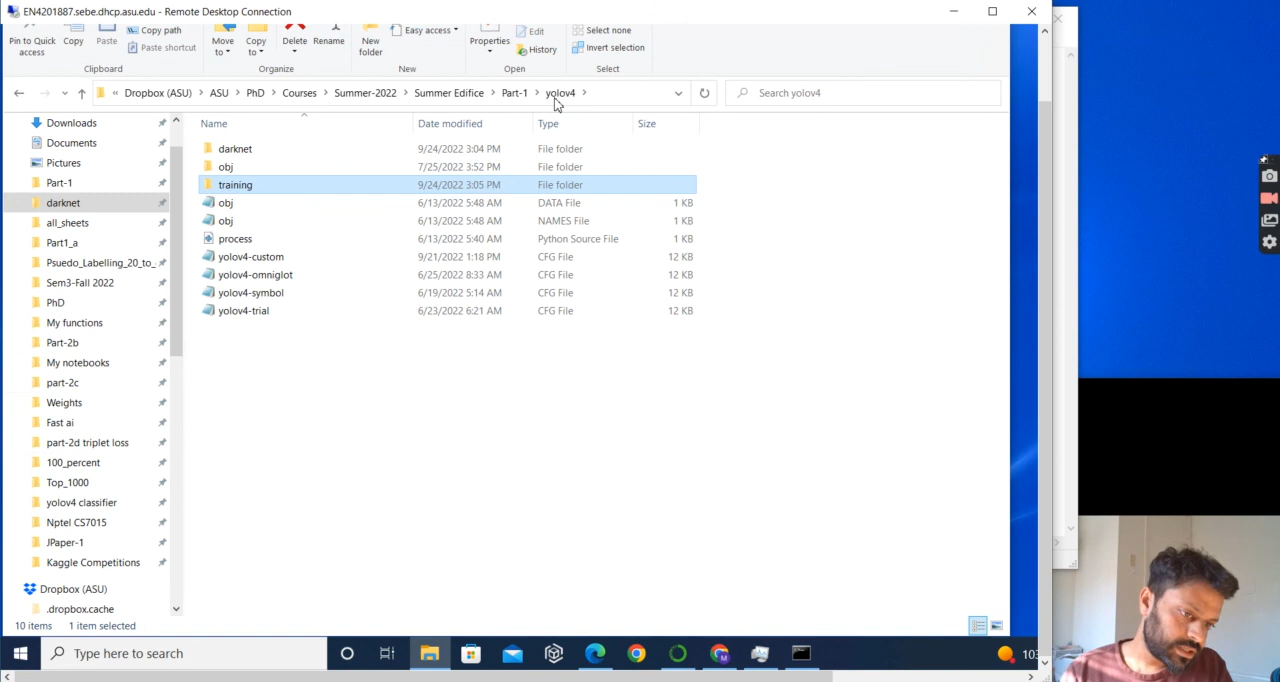 EN4201887.sebe.dhcp.asu.edu - Remote Desktop Connection
Pin to Quick access
Copy
Paste
Copy path
Paste shortcut
Move to
Copy to
Delete
Rename
New folder
Easy access
Properties
Edit
History
Select none
Invert selection
Clipboard
Organize
New
Open
Select
« Dropbox (ASU) > ASU > PhD > Courses > Summer-2022 > Summer Edifice > Part-1 > yolov4 >
Search yolov4
Name Date modified Type Size
darknet 9/24/2022 3:04 PM File folder
obj 7/25/2022 3:52 PM File folder
training 9/24/2022 3:05 PM File folder
obj 6/13/2022 5:48 AM DATA File 1 KB
obj 6/13/2022 5:48 AM NAMES File 1 KB
process 6/13/2022 5:40 AM Python Source File 1 KB
yolov4-custom 9/21/2022 1:18 PM CFG File 12 KB
yolov4-omniglot 6/25/2022 8:33 AM CFG File 12 KB
yolov4-symbol 6/19/2022 5:14 AM CFG File 12 KB
yolov4-trial 6/23/2022 6:21 AM CFG File 12 KB
Downloads
Documents
Pictures
Part-1
darknet
all_sheets
Part1_a
Psuedo_Labelling_20_to_
Sem3-Fall 2022
PhD
My functions
Part-2b
My notebooks
part-2c
Weights
Fast ai
part-2d triplet loss
100_percent
Top_1000
yolov4 classifier
Nptel CS7015
JPaper-1
Kaggle Competitions
Dropbox (ASU)
.dropbox.cache
10 items 1 item selected
Type here to search
103